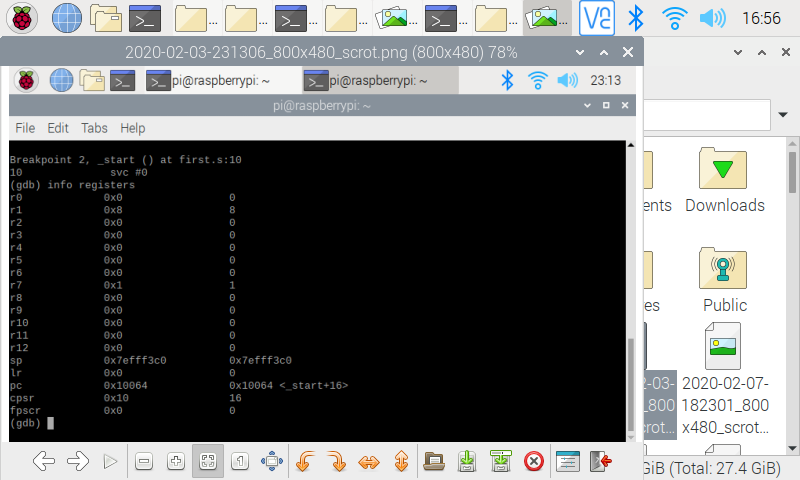 16:56
2020-02-03-231306_800x480_scrot.png (800x480) 78%
pi@raspberrypi: ~
pi@raspberrypi: ~
23:13
pi@raspberrypi: ~
File Edit Tabs Help
Breakpoint 2, _start () at first.s:10
10 svc #0
(gdb) info registers
r0 0x0 0
r1 0x8 8
r2 0x0 0
r3 0x0 0
r4 0x0 0
r5 0x0 0
r6 0x0 0
r7 0x1 1
r8 0x0 0
r9 0x0 0
r10 0x0 0
r11 0x0 0
r12 0x0 0
sp 0x7efff3c0 0x7efff3c0
lr 0x0 0
pc 0x10064 0x10064 <_start+16>
cpsr 0x10 16
fpscr 0x0 0
(gdb)
ents
Downloads
es
Public
02-03-
_800
crot...
2020-02-07-
182301_800
x480_scrot...
GiB (Total: 27.4 GiB)